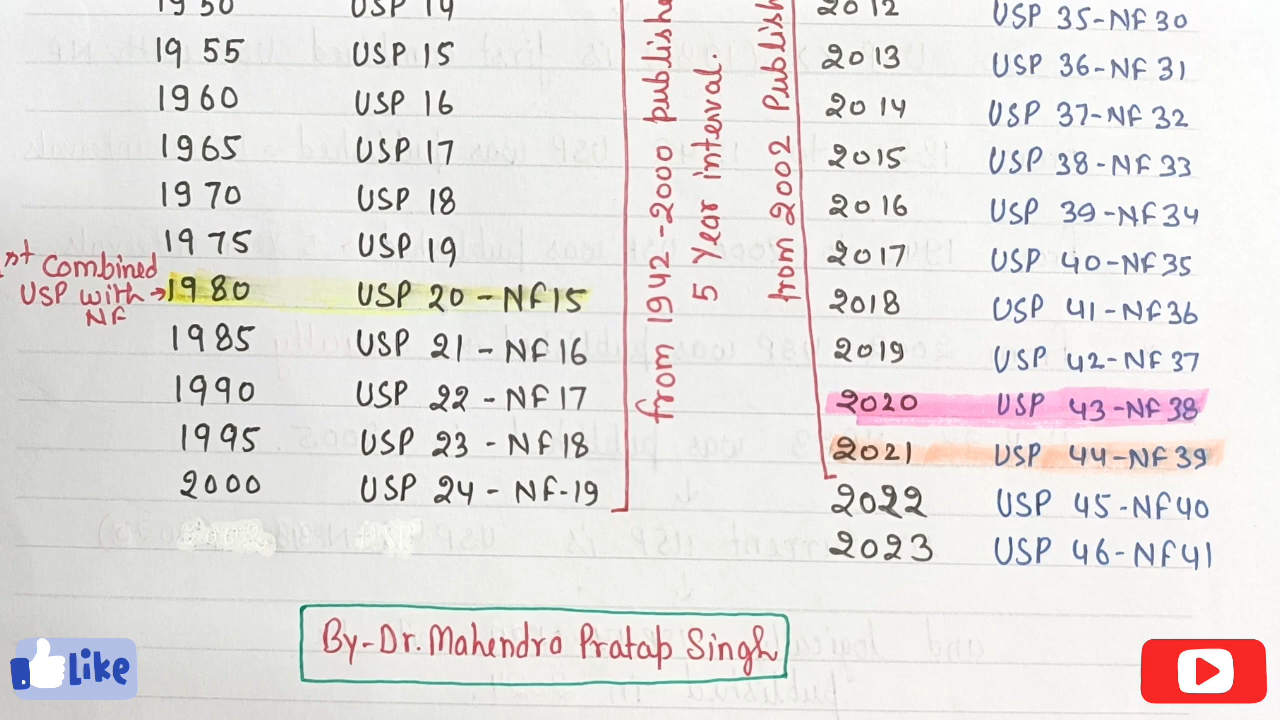 1950 USP 19
1955 USP 15
1960 USP 16
1965 USP 17
1970 USP 18
1975 USP 19
1st Combined
USP with →
NF
1980 USP 20 - NF15
1985 USP 21 - NF 16
1990 USP 22 - NF 17
1995 USP 23 - NF 18
2000 USP 24 - NF-19
from 1942-2000 publishe
5 Year interval.
from 2002 Publish
2012 USP 35-NF 30
2013 USP 36-NF 31
2014 USP 37-NF 32
2015 USP 38-NF 33
2016 USP 39-NF 34
2017 USP 40-NF 35
2018 USP 41-NF 36
2019 USP 42-NF 37
2020 USP 43-NF 38
2021 USP 44-NF 39
2022 USP 45-NF 40
2023 USP 46-NF 41
By-Dr. Mahendra Pratap Singh
Like